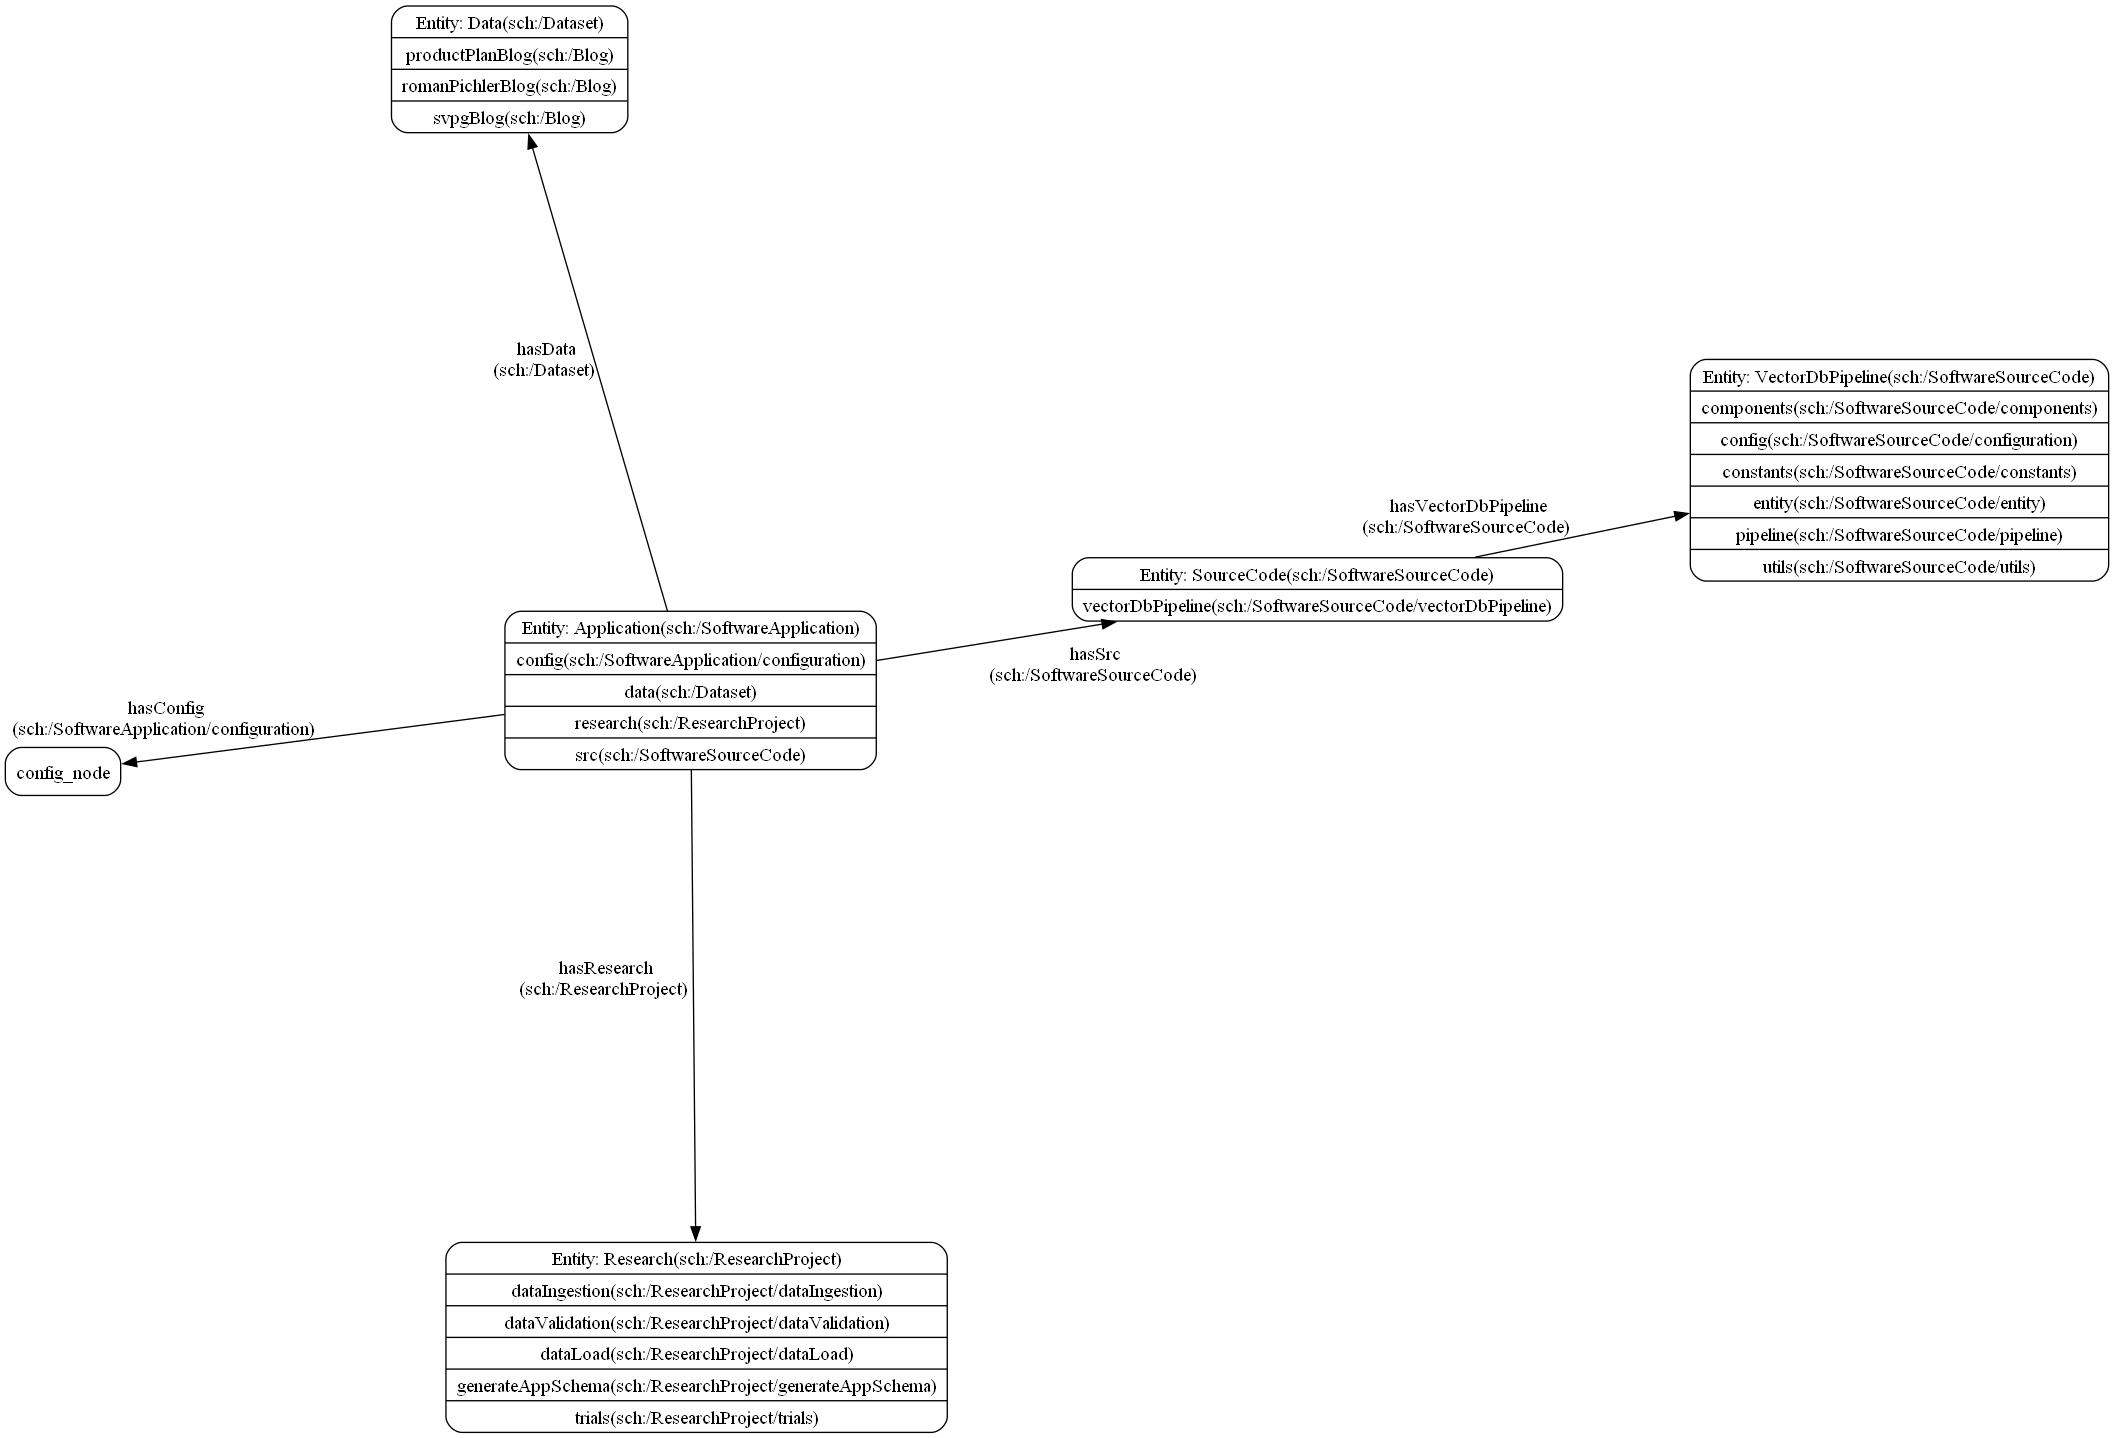 Entity: Data(sch:/Dataset)
productPlanBlog(sch:/Blog)
romanPichlerBlog(sch:/Blog)
svpgBlog(sch:/Blog)
hasData
(sch:/Dataset)
Entity: VectorDbPipeline(sch:/SoftwareSourceCode)
components(sch:/SoftwareSourceCode/components)
config(sch:/SoftwareSourceCode/configuration)
constants(sch:/SoftwareSourceCode/constants)
entity(sch:/SoftwareSourceCode/entity)
pipeline(sch:/SoftwareSourceCode/pipeline)
utils(sch:/SoftwareSourceCode/utils)
hasVectorDbPipeline
(sch:/SoftwareSourceCode)
Entity: SourceCode(sch:/SoftwareSourceCode)
vectorDbPipeline(sch:/SoftwareSourceCode/vectorDbPipeline)
Entity: Application(sch:/SoftwareApplication)
config(sch:/SoftwareApplication/configuration)
data(sch:/Dataset)
research(sch:/ResearchProject)
src(sch:/SoftwareSourceCode)
hasSrc
(sch:/SoftwareSourceCode)
hasConfig
(sch:/SoftwareApplication/configuration)
config_node
hasResearch
(sch:/ResearchProject)
Entity: Research(sch:/ResearchProject)
dataIngestion(sch:/ResearchProject/dataIngestion)
dataValidation(sch:/ResearchProject/dataValidation)
dataLoad(sch:/ResearchProject/dataLoad)
generateAppSchema(sch:/ResearchProject/generateAppSchema)
trials(sch:/ResearchProject/trials)